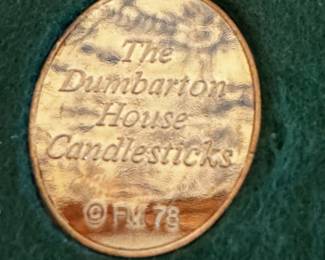 The
Dumbarton
House
Candlesticks
© FM 78